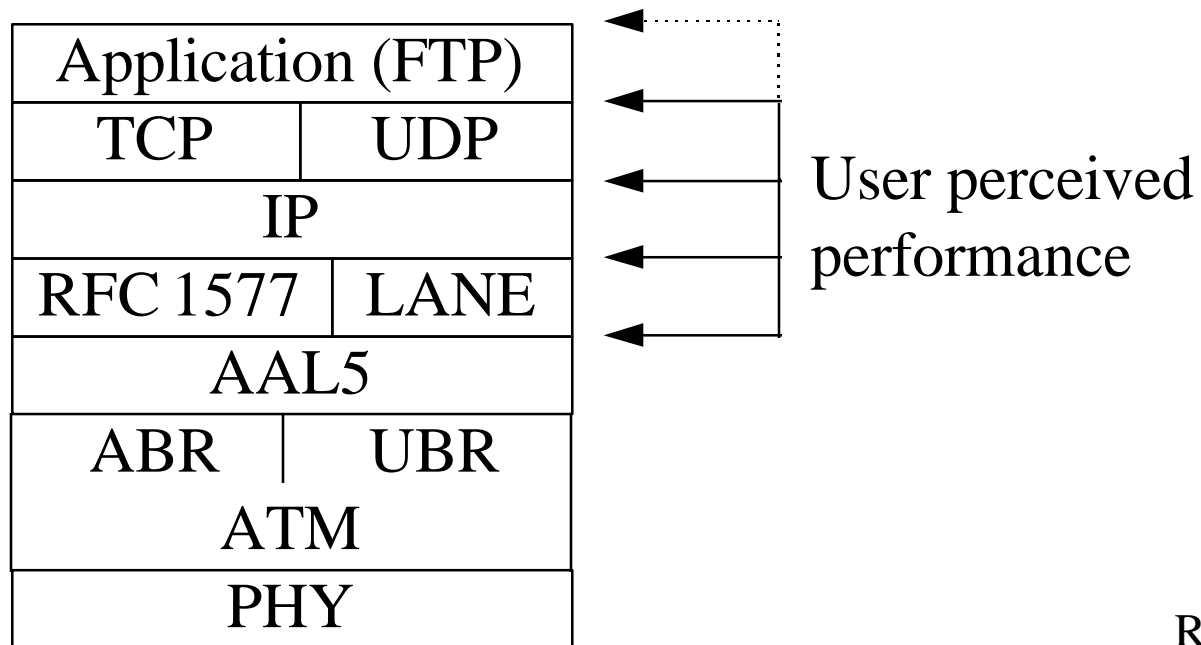 Application (FTP)
TCP UDP
IP
User perceived
performance
RFC 1577 LANE
AAL5
ABR UBR
ATM
PHY
R